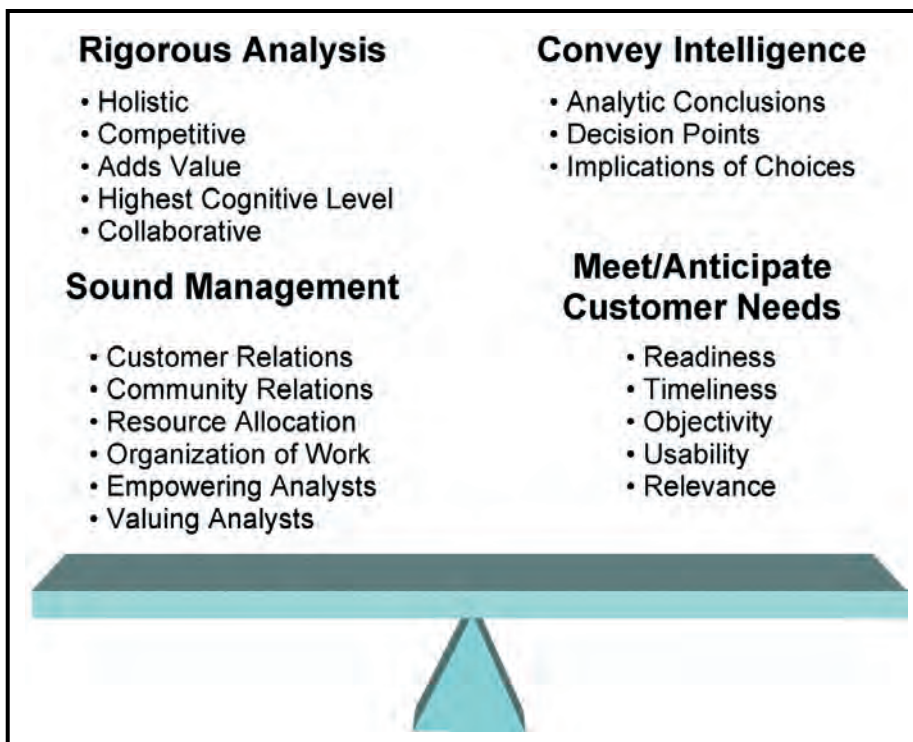 Rigorous Analysis
• Holistic
• Competitive
• Adds Value
• Highest Cognitive Level
• Collaborative
Sound Management
• Customer Relations
• Community Relations
• Resource Allocation
• Organization of Work
• Empowering Analysts
• Valuing Analysts
Convey Intelligence
• Analytic Conclusions
• Decision Points
• Implications of Choices
Meet/Anticipate
Customer Needs
• Readiness
• Timeliness
• Objectivity
• Usability
• Relevance